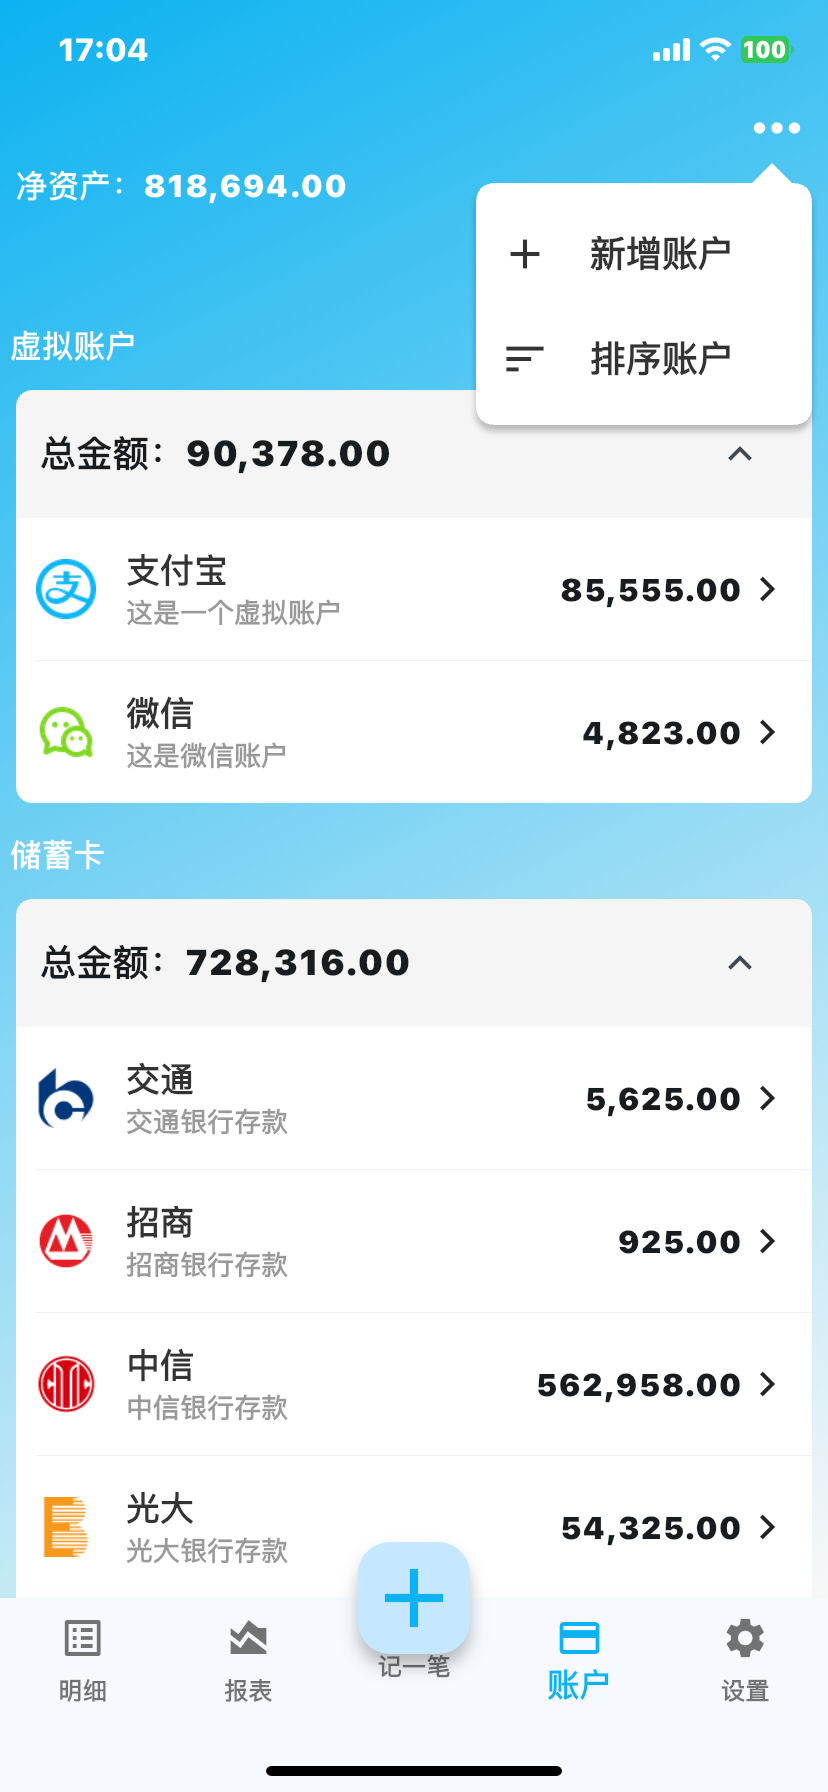 17:04
100
净资产：818,694.00
新增账户
排序账户
虚拟账户
总金额：90,378.00
支付宝
这是一个虚拟账户
85,555.00
微信
这是微信账户
4,823.00
储蓄卡
总金额：728,316.00
交通
交通银行存款
5,625.00
招商
招商银行存款
925.00
中信
中信银行存款
562,958.00
光大
光大银行存款
54,325.00
明细
报表
记一笔
账户
设置